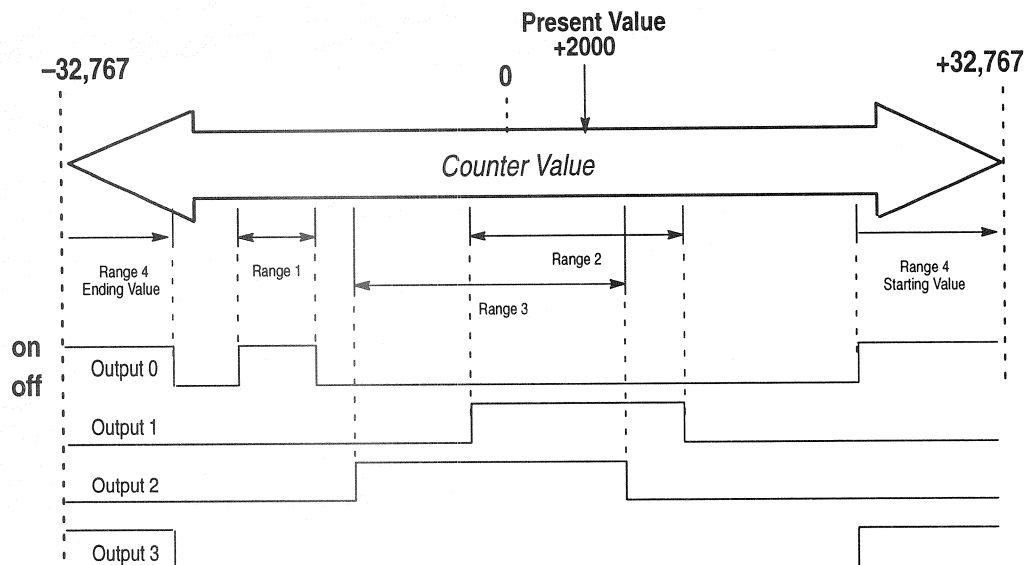 Present Value
+2000
–32,767
0
+32,767
Counter Value
Range 4
Ending Value
Range 1
Range 2
Range 3
Range 4
Starting Value
on
off
Output 0
Output 1
Output 2
Output 3